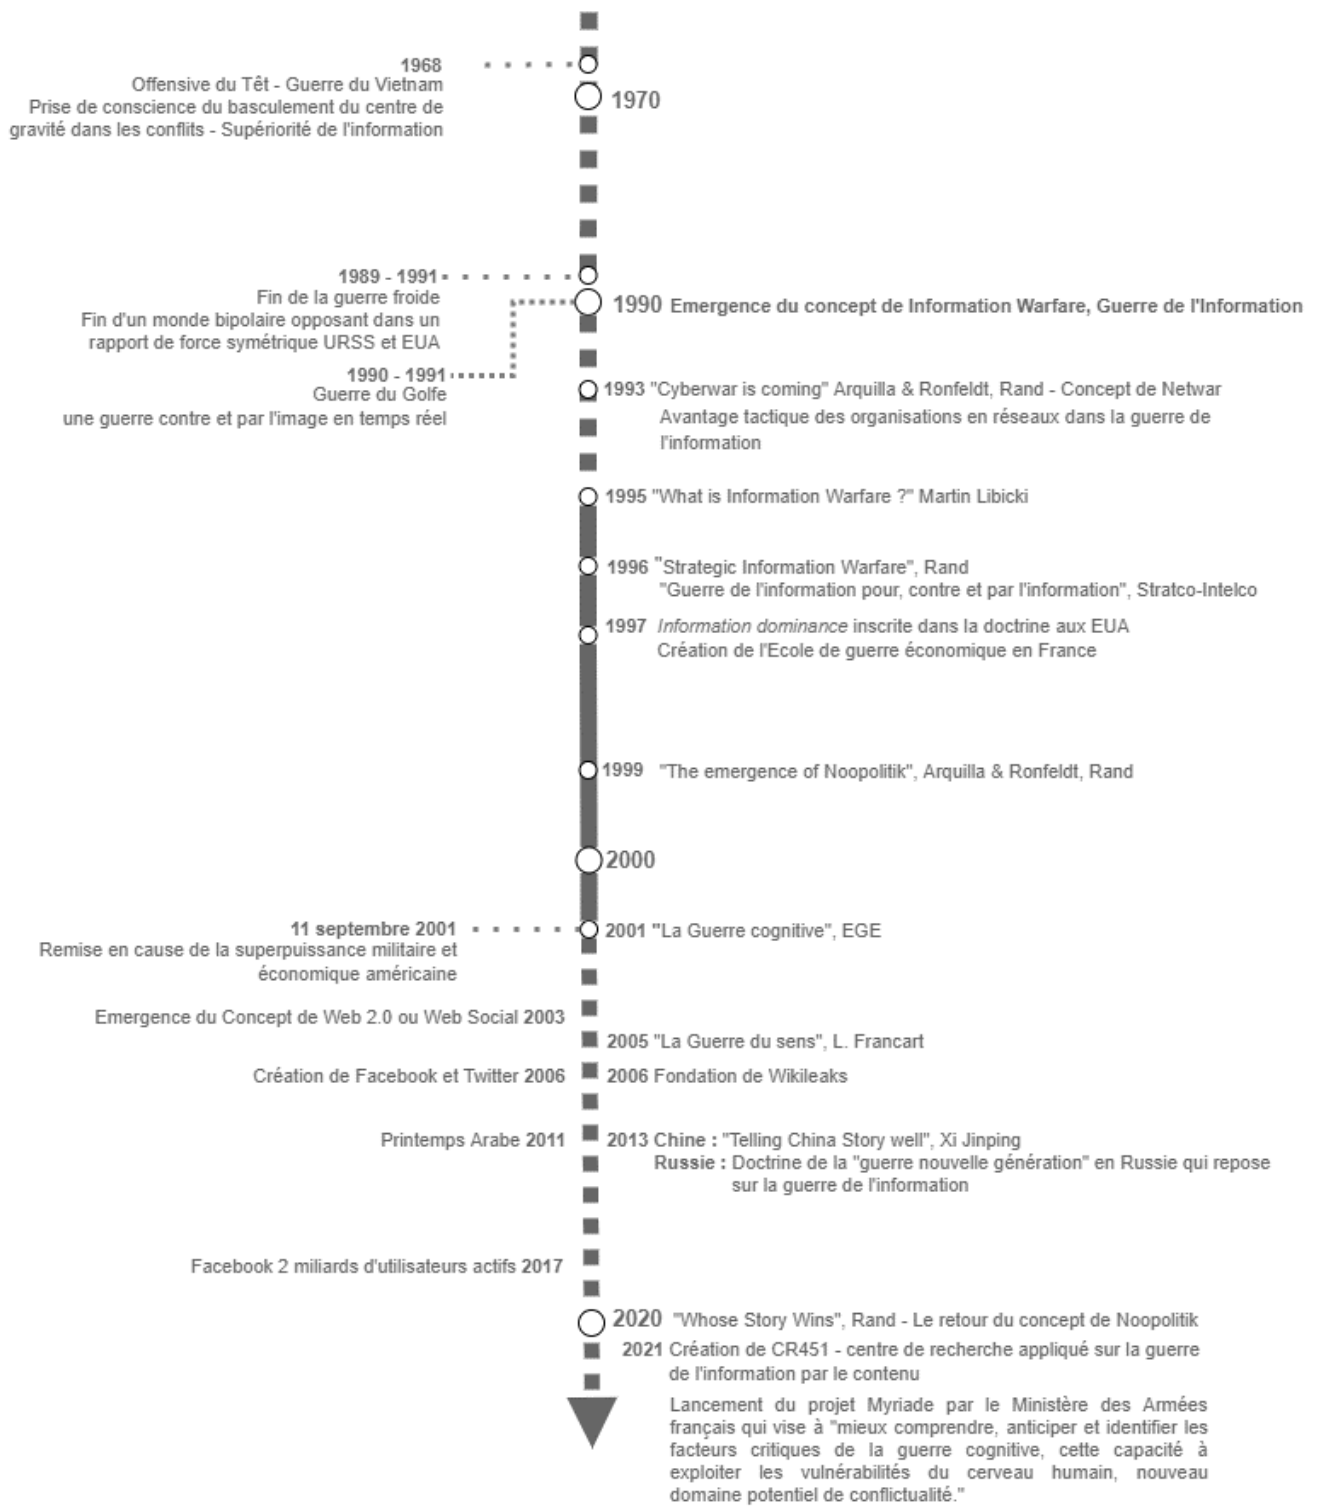 1968
Offensive du Têt - Guerre du Vietnam
Prise de conscience du basculement du centre de
gravité dans les conflits - Supériorité de l'information
1970
1989 - 1991
Fin de la guerre froide
Fin d'un monde bipolaire opposant dans un
rapport de force symétrique URSS et EUA
1990 Emergence du concept de Information Warfare, Guerre de l'Information
1990 - 1991
Guerre du Golfe
une guerre contre et par l'image en temps réel
1993 "Cyberwar is coming" Arquilla & Ronfeldt, Rand - Concept de Netwar
Avantage tactique des organisations en réseaux dans la guerre de
l'information
1995 "What is Information Warfare ?" Martin Libicki
1996 "Strategic Information Warfare", Rand
"Guerre de l'information pour, contre et par l'information", Stratco-Intelco
1997 Information dominance inscrite dans la doctrine aux EUA
Création de l'Ecole de guerre économique en France
1999 "The emergence of Noopolitik", Arquilla & Ronfeldt, Rand
2000
11 septembre 2001
Remise en cause de la superpuissance militaire et
économique américaine
2001 "La Guerre cognitive", EGE
Emergence du Concept de Web 2.0 ou Web Social 2003
2005 "La Guerre du sens", L. Francart
Création de Facebook et Twitter 2006
2006 Fondation de Wikileaks
Printemps Arabe 2011
2013 Chine : "Telling China Story well", Xi Jinping
Russie : Doctrine de la "guerre nouvelle génération" en Russie qui repose
sur la guerre de l'information
Facebook 2 miliards d'utilisateurs actifs 2017
2020 "Whose Story Wins", Rand - Le retour du concept de Noopolitik
2021 Création de CR451 - centre de recherche appliqué sur la guerre
de l'information par le contenu
Lancement du projet Myriade par le Ministère des Armées
français qui vise à "mieux comprendre, anticiper et identifier les
facteurs critiques de la guerre cognitive, cette capacité à
exploiter les vulnérabilités du cerveau humain, nouveau
domaine potentiel de conflictualité."